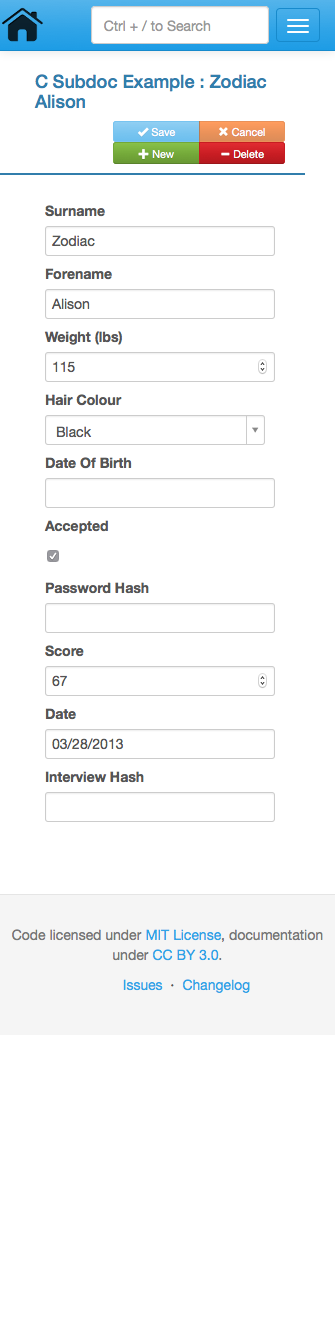 Ctrl + / to Search
C Subdoc Example : Zodiac
Alison
Save Cancel
New Delete
Surname
Zodiac
Forename
Alison
Weight (lbs)
115
Hair Colour
Black
Date Of Birth
Accepted
Password Hash
Score
67
Date
03/28/2013
Interview Hash
Code licensed under MIT License, documentation
under CC BY 3.0.
Issues · Changelog